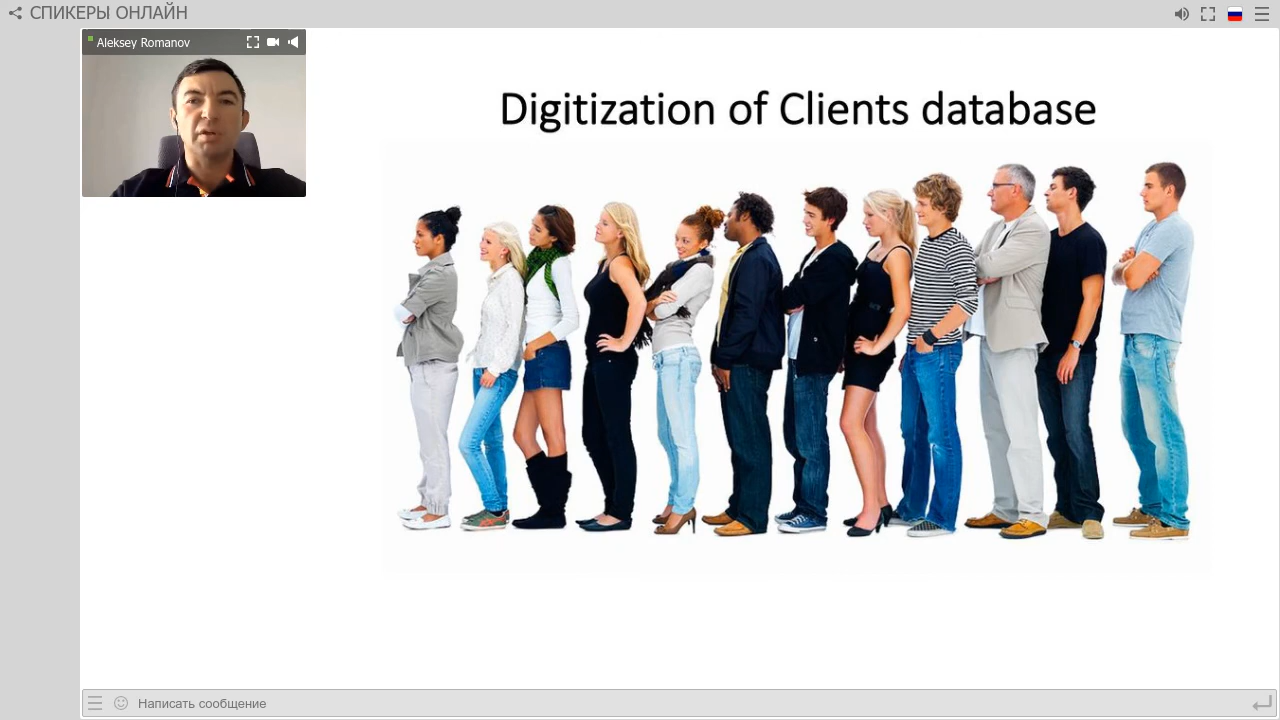 СПИКЕРЫ ОНЛАЙН
Aleksey Romanov
Digitization of Clients database
Написать сообщение